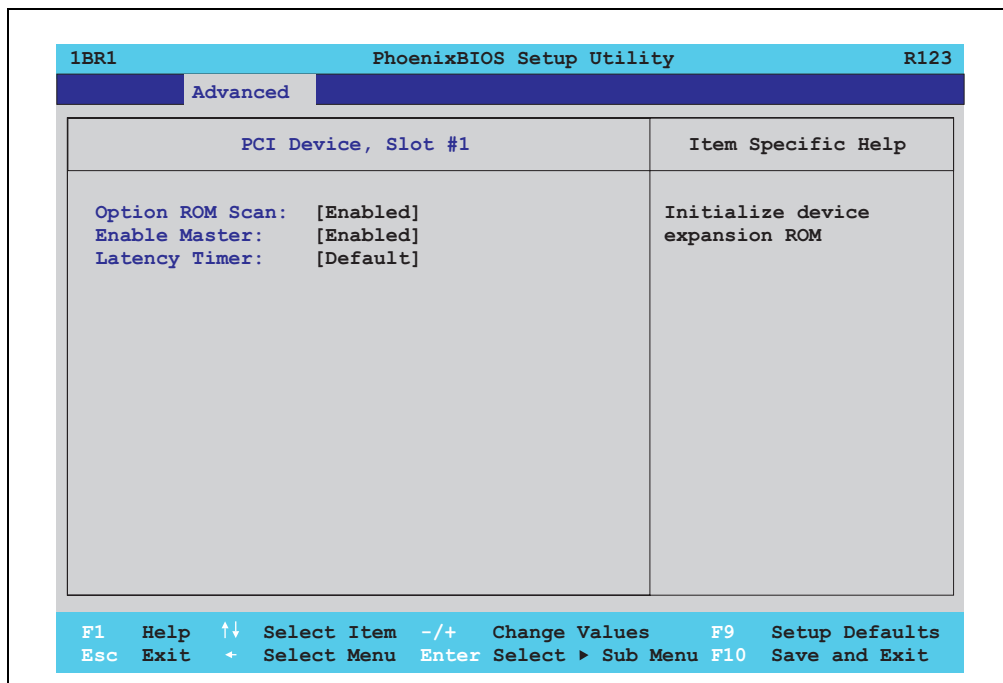 1BR1 PhoenixBIOS Setup Utility R123
Advanced
PCI Device, Slot #1 Item Specific Help
Option ROM Scan: [Enabled] Initialize device
Enable Master: [Enabled] expansion ROM
Latency Timer: [Default]
F1 Help ↑↓ Select Item -/+ Change Values F9 Setup Defaults
Esc Exit ← Select Menu Enter Select ▶ Sub Menu F10 Save and Exit